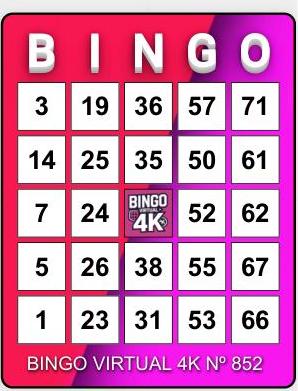 B I N G O
3 19 36 57 71
14 25 35 50 61
7 24 BINGO VIRTUAL 4K 52 62
5 26 38 55 67
1 23 31 53 66
BINGO VIRTUAL 4K Nº 852